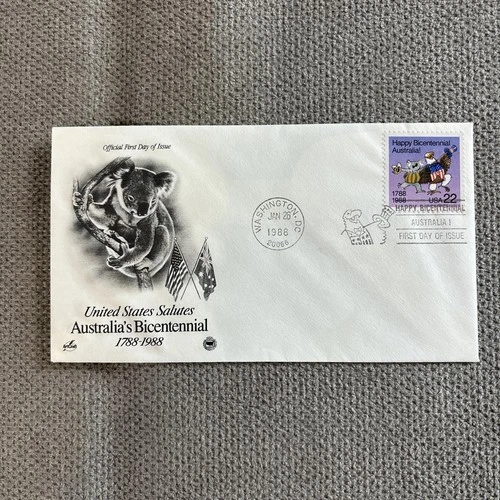 Official First Day of Issue
Happy Bicentennial
Australia!
1788
1988
USA 22
WASHINGTON, DC
JAN 26
1988
20066
HAPPY BICENTENNIAL
AUSTRALIA!
FIRST DAY OF ISSUE
United States Salutes
Australia's Bicentennial
1788-1988